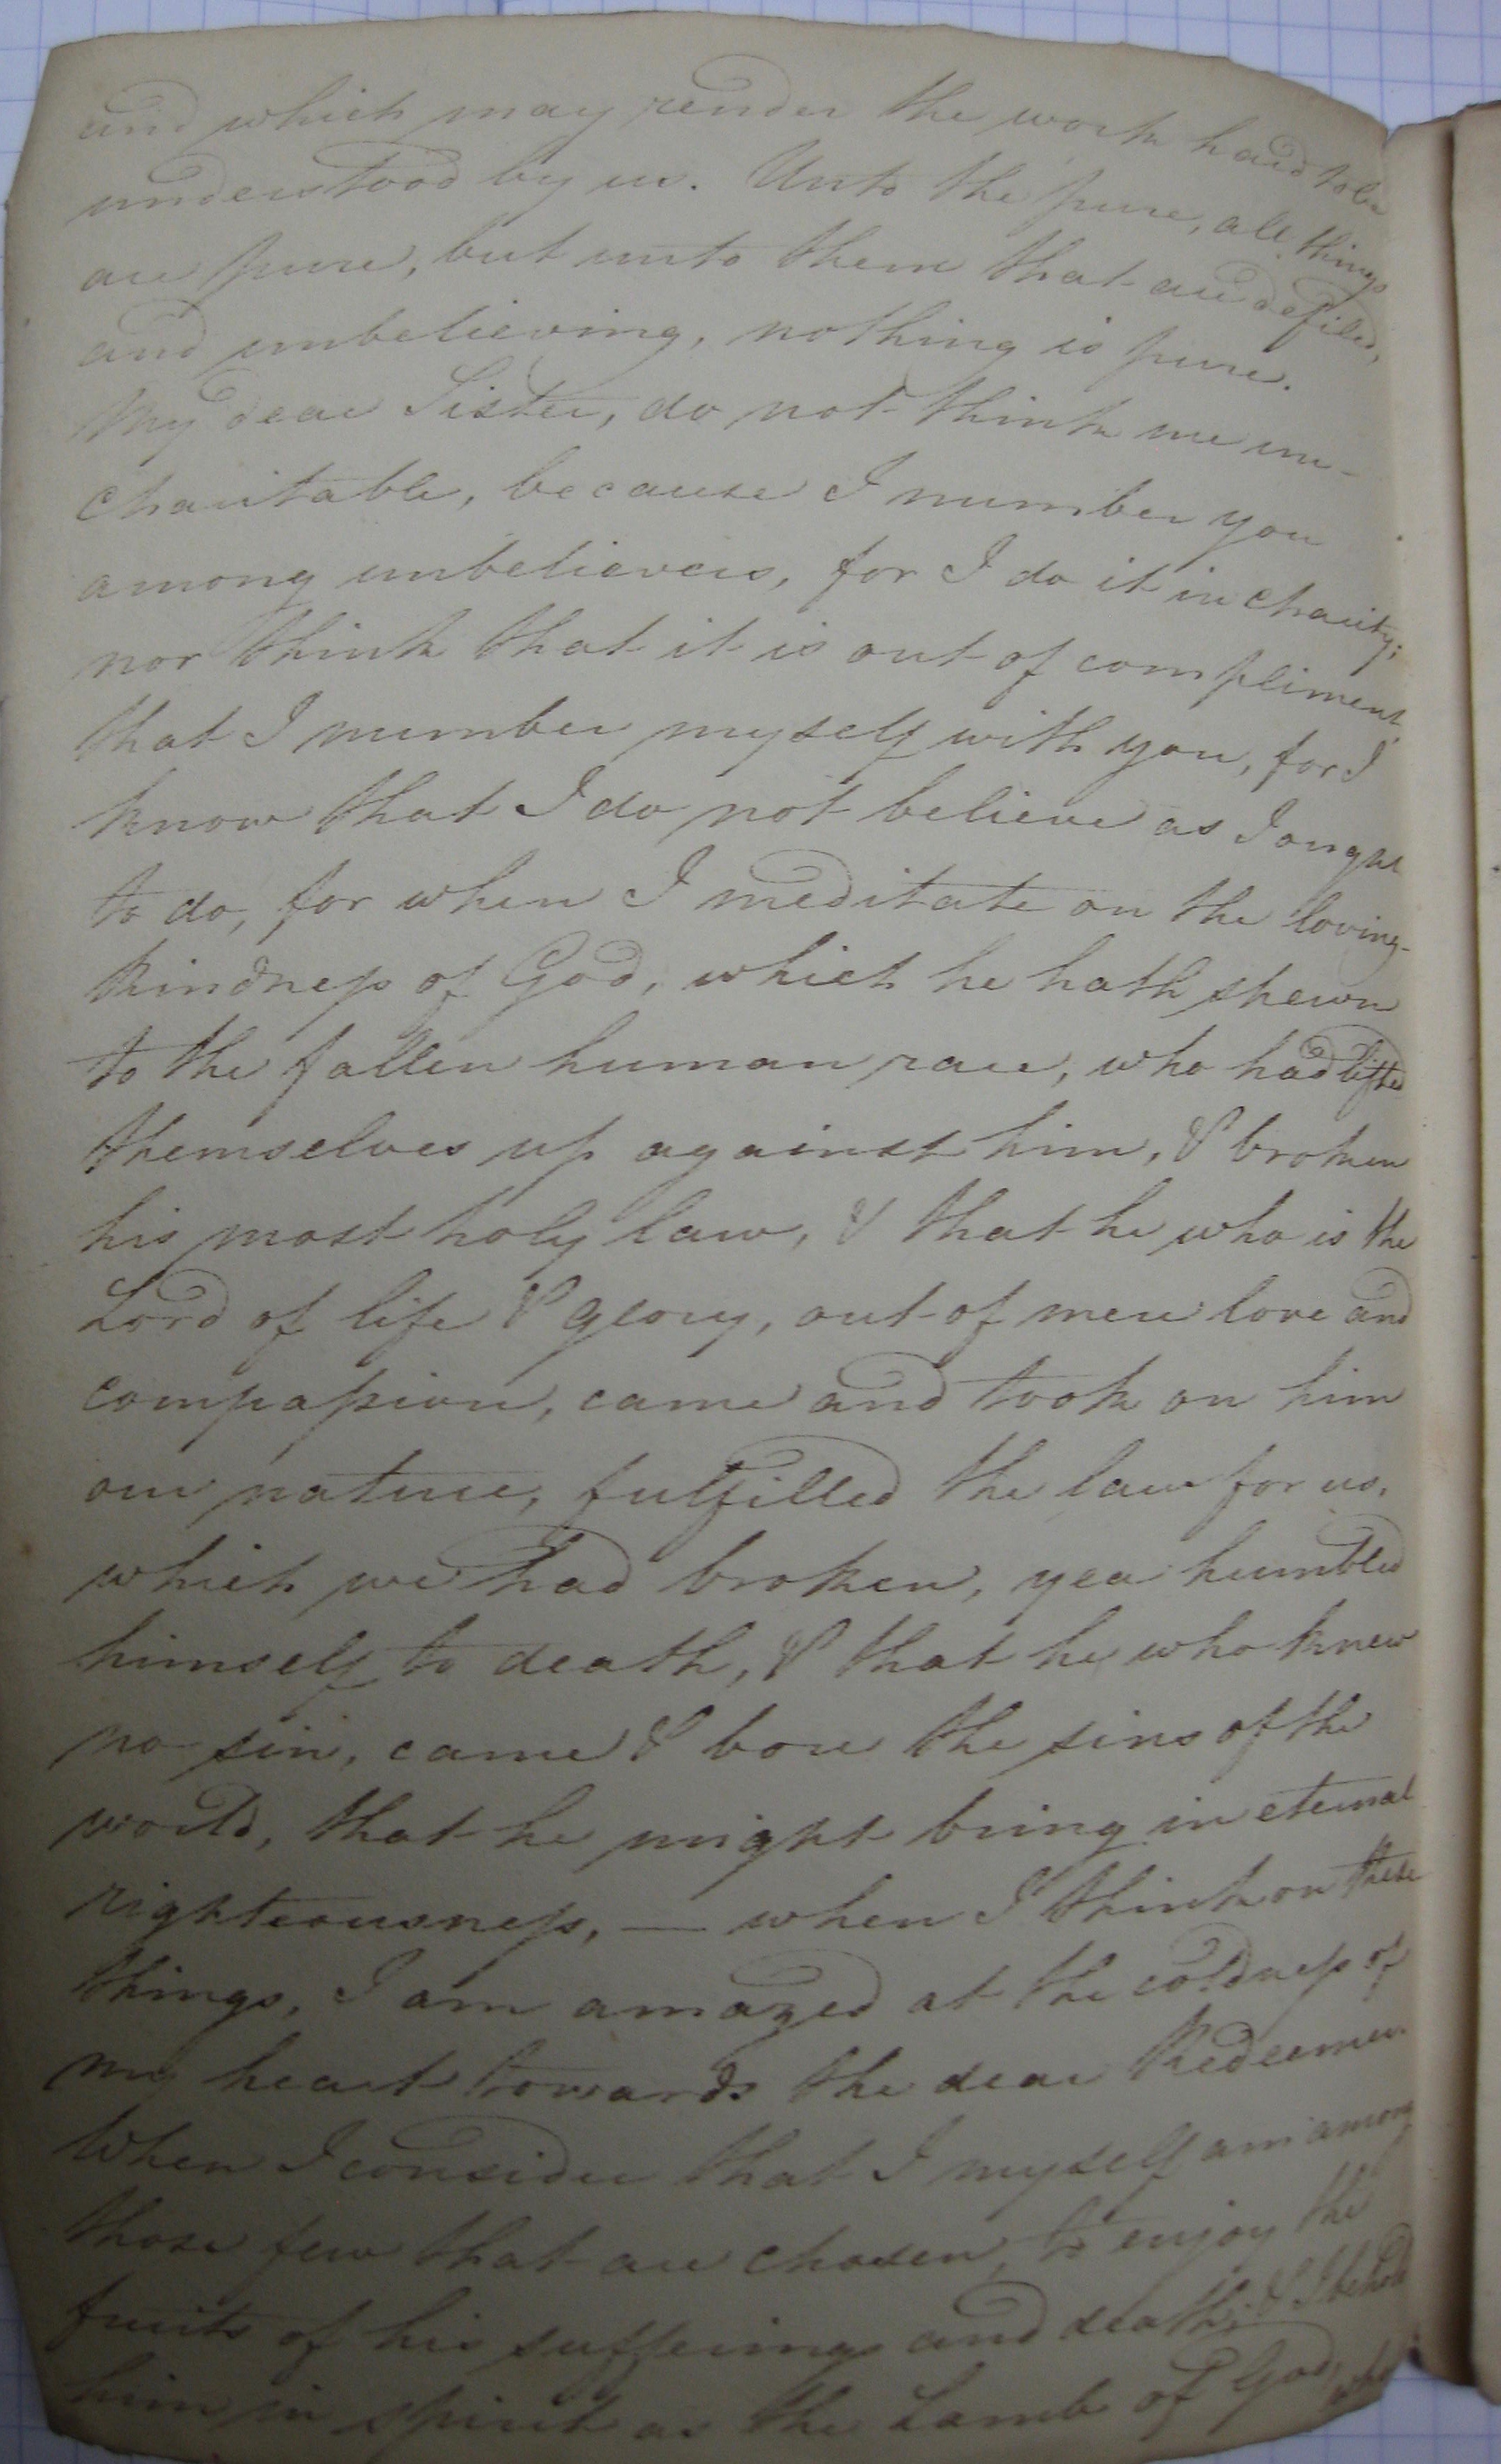 and which may render the work hard to be
understood by us. Unto the pure, all things
are pure, but unto them that are defiled,
and unbelieving, nothing is pure.
My dear Sister, do not think me un-
charitable, because I number you
among unbelievers, for I do it in charity;
nor think that it is out of compliment,
that I number myself with you, for I
know that I do not believe as I ought
to do, for when I meditate on the loving-
kindness of God, which he hath shewn
to the fallen human race, who had lifted
themselves up against him, & broken
his most holy law, & that he who is the
Lord of life & glory, out of mere love and
compassion, came and took on him
our nature, fulfilled the law for us,
which we had broken, yea humbled
himself to death, & that he who knew
no sin, came & bore the sins of the
world, that he might bring in eternal
righteousness, — when I think on these
things, I am amazed at the coldness of
my heart towards the dear Redeemer.
When I consider that I myself am among
those few that are chosen, to enjoy the
fruits of his sufferings and death; & I behold
him in spirit as the Lamb of God,